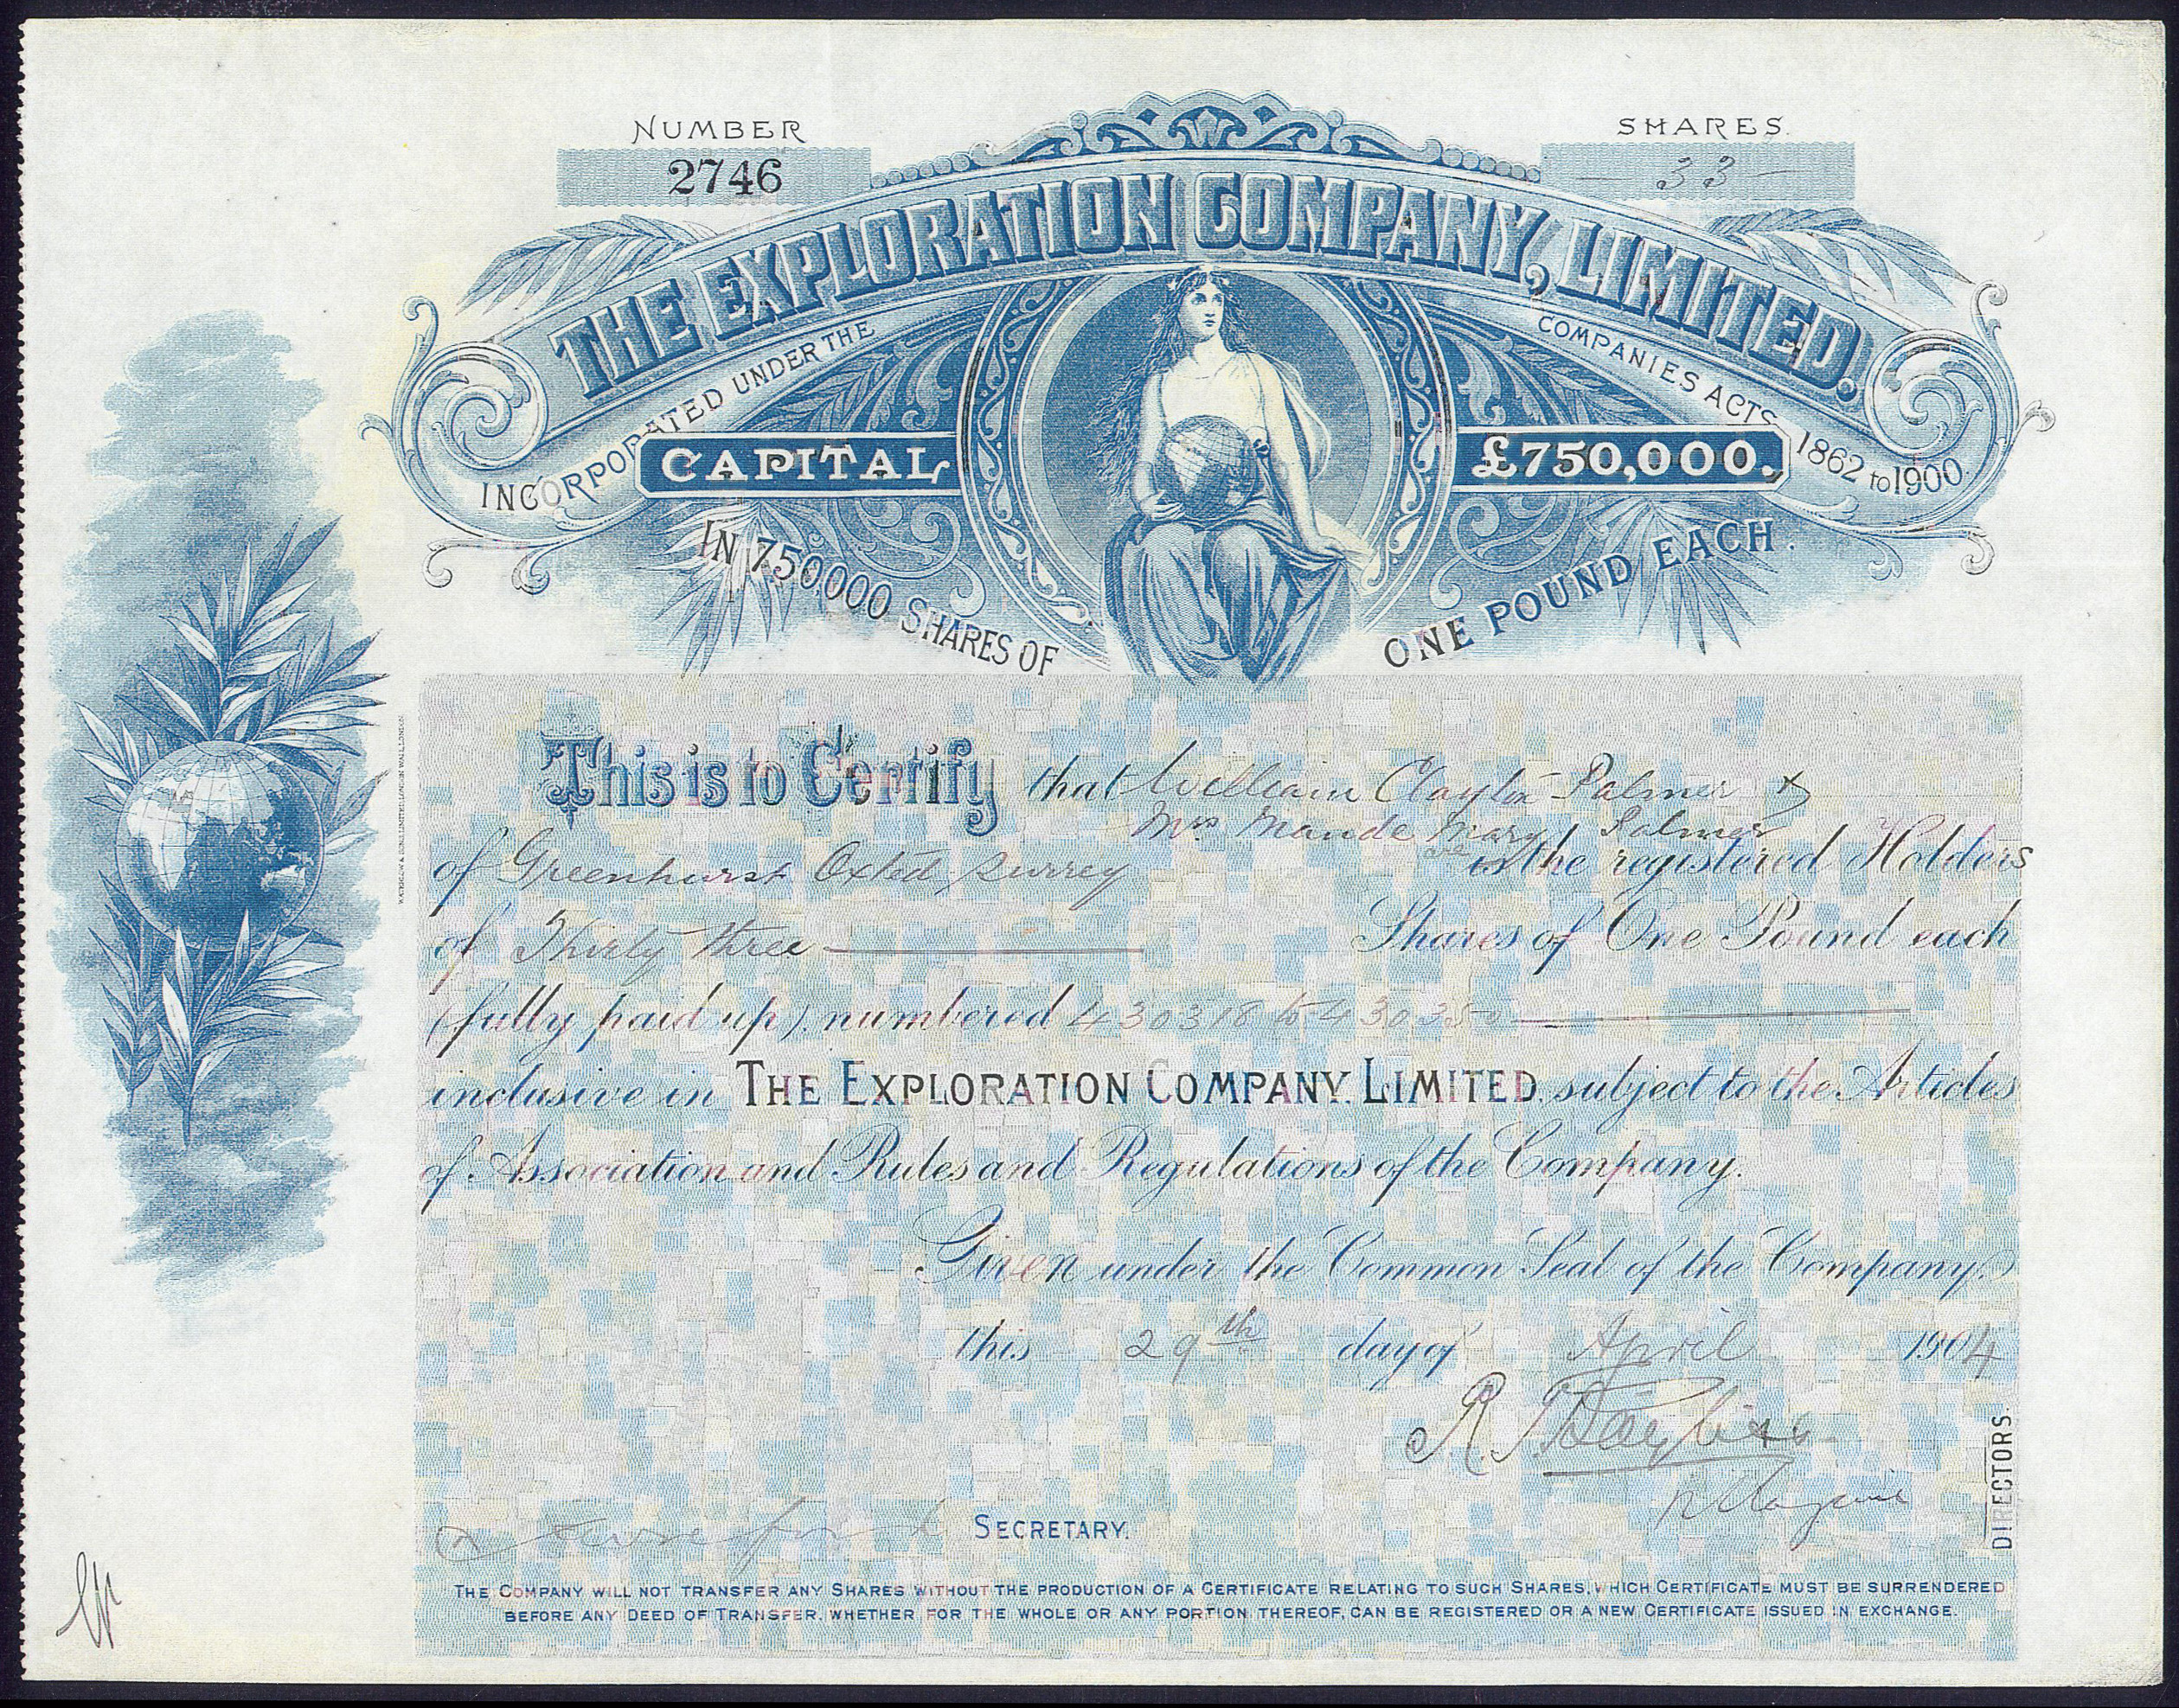 NUMBER
2746
SHARES.
— 33 —
THE EXPLORATION COMPANY, LIMITED.
INCORPORATED UNDER THE COMPANIES ACTS 1862 to 1900
CAPITAL £750,000.
IN 750,000 SHARES OF ONE POUND EACH.
This is to Certify that William Clayton Palmer &
Mrs Maude Mary Palmer
of Greenhurst Oxted Surrey are is the registered Holders
of Thirty three Shares of One Pound each
(fully paid up), numbered 430318 to 430350
inclusive in THE EXPLORATION COMPANY, LIMITED, subject to the Articles
of Association and Rules and Regulations of the Company.
Given under the Common Seal of the Company,
this 29th day of April 1904
R. J.
DIRECTORS.
SECRETARY.
THE COMPANY WILL NOT TRANSFER ANY SHARES WITHOUT THE PRODUCTION OF A CERTIFICATE RELATING TO SUCH SHARES, WHICH CERTIFICATE MUST BE SURRENDERED
BEFORE ANY DEED OF TRANSFER, WHETHER FOR THE WHOLE OR ANY PORTION THEREOF, CAN BE REGISTERED OR A NEW CERTIFICATE ISSUED IN EXCHANGE.
WATERLOW & SONS LIMITED, LONDON WALL, LONDON